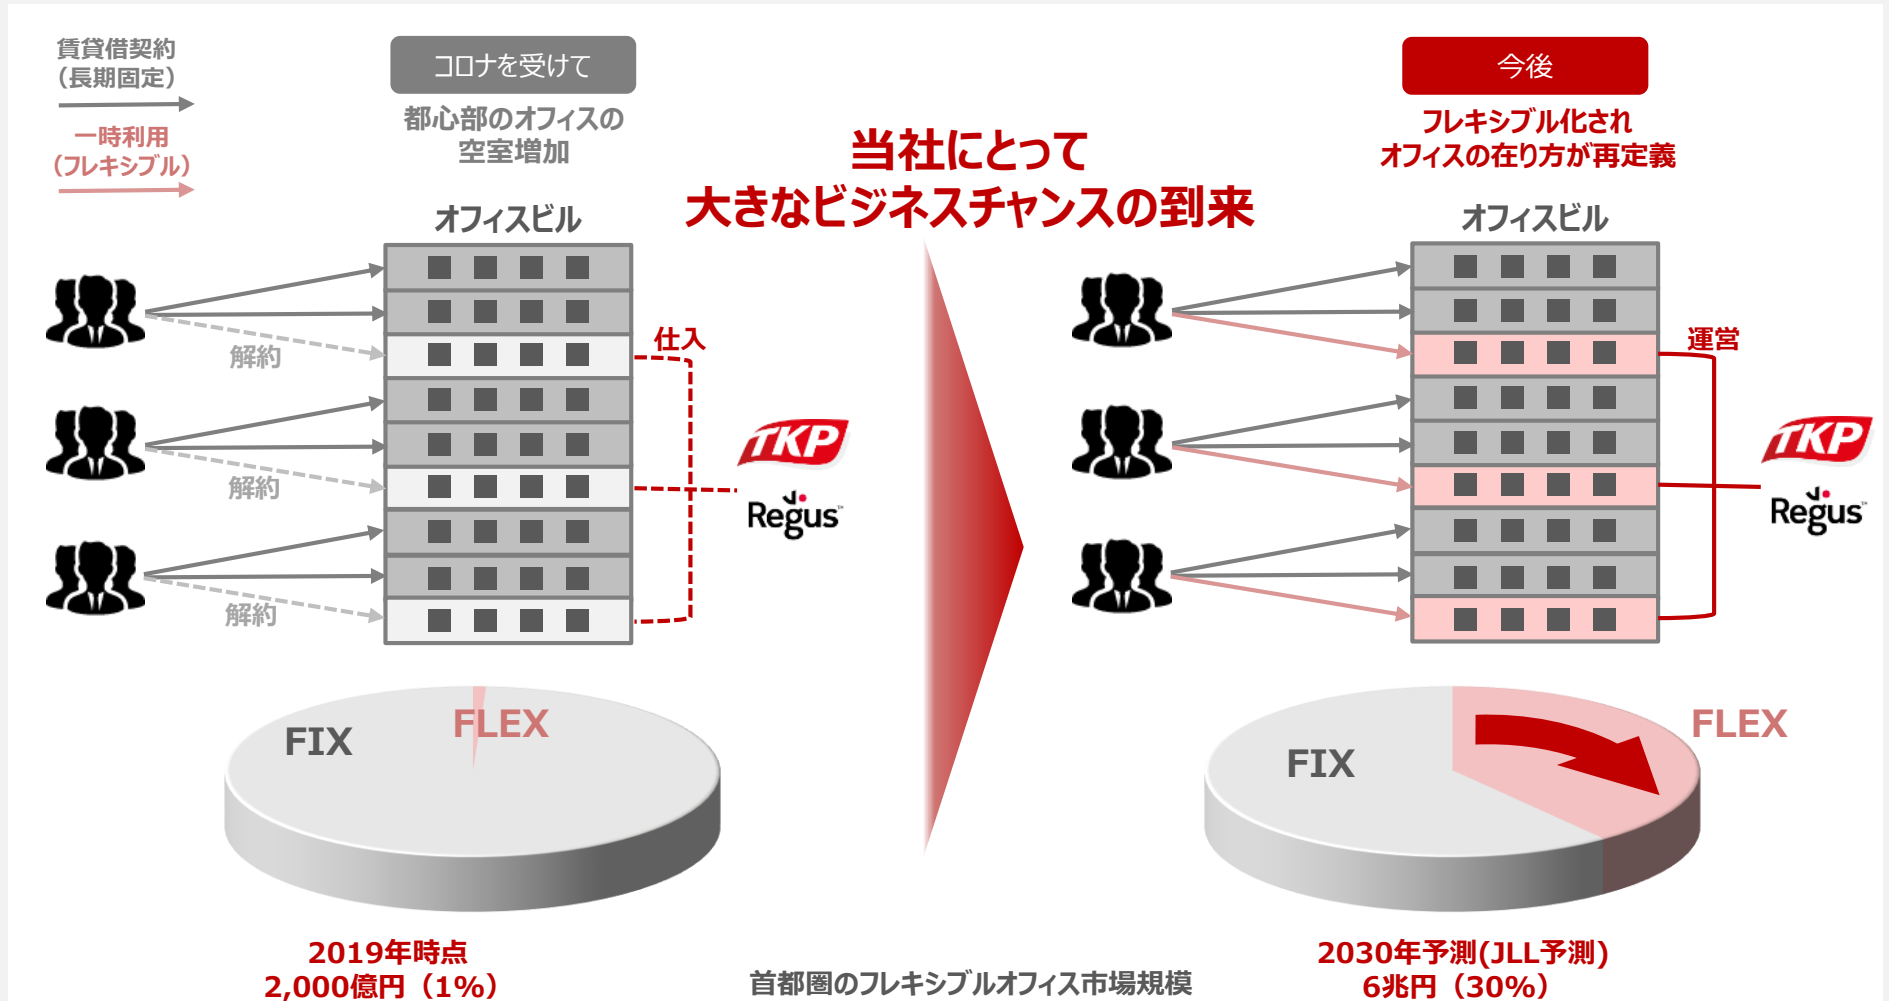 賃貸借契約
（長期固定）
一時利用
（フレキシブル）
コロナを受けて
都心部のオフィスの
空室増加
オフィスビル
解約
解約
解約
仕入
TKP
Regus
当社にとって
大きなビジネスチャンスの到来
今後
フレキシブル化され
オフィスの在り方が再定義
オフィスビル
運営
TKP
Regus
FIX
FLEX
2019年時点
2,000億円（1%）
首都圏のフレキシブルオフィス市場規模
FIX
FLEX
2030年予測(JLL予測)
6兆円（30%）